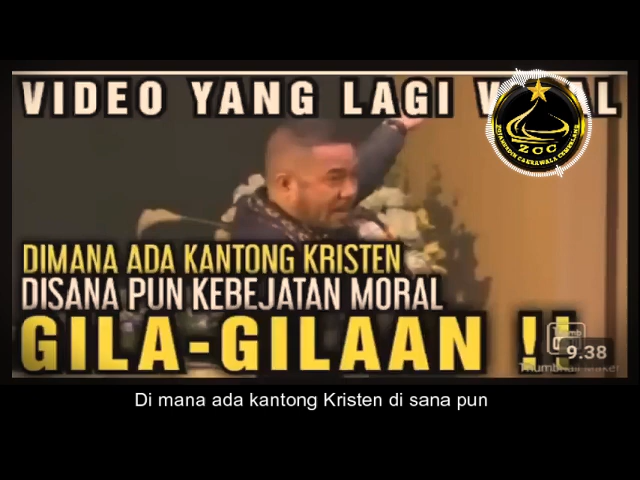 VIDEO YANG LAGI
ZCC
DIMANA ADA KANTONG KRISTEN
DISANA PUN KEBEJATAN MORAL
GILA-GILAAN !!
9.38
Di mana ada kantong Kristen di sana pun